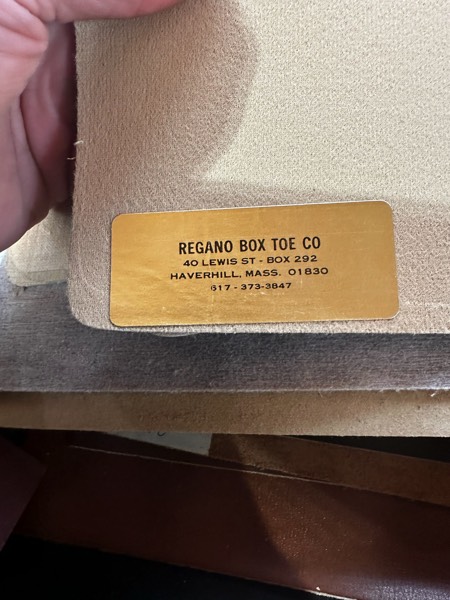 REGANO BOX TOE CO
40 LEWIS ST - BOX 292
HAVERHILL, MASS. 01830
617 - 373-3847